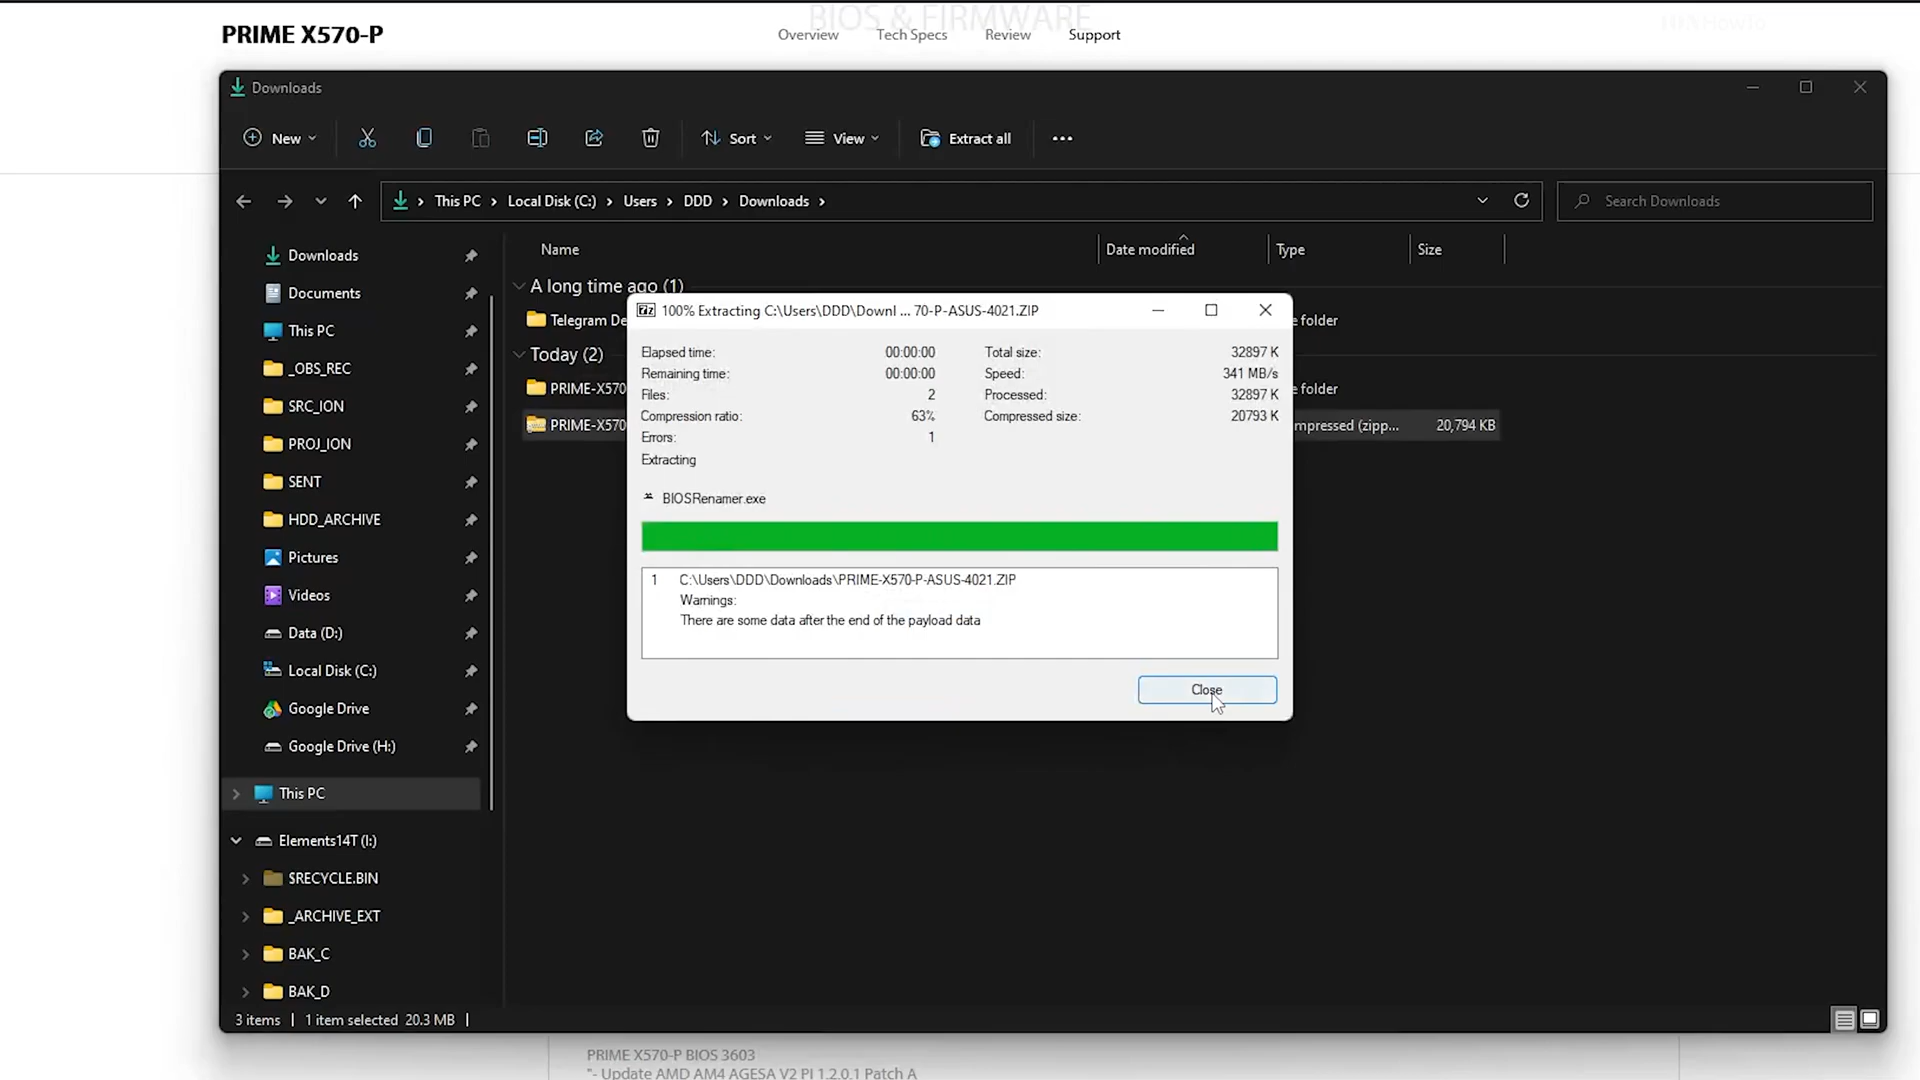 BIOS & FIRMWARE
PRIME X570-P
Overview
Tech Specs
Review
Support
Downloads
New
Sort
View
Extract all
This PC
Local Disk (C:)
Users
DDD
Downloads
Search Downloads
Name
Date modified
Type
Size
Downloads
Documents
This PC
_OBS_REC
SRC_ION
PROJ_ION
SENT
HDD_ARCHIVE
Pictures
Videos
Data (D:)
Local Disk (C:)
Google Drive
Google Drive (H:)
This PC
Elements14T (I:)
$RECYCLE.BIN
_ARCHIVE_EXT
BAK_C
BAK_D
A long time ago (1)
Telegram De
e folder
Today (2)
PRIME-X570
e folder
PRIME-X570
mpressed (zipp...
20,794 KB
7z 100% Extracting C:\Users\DDD\Downl ... 70-P-ASUS-4021.ZIP
Elapsed time: 00:00:00 Total size: 32897 K
Remaining time: 00:00:00 Speed: 341 MB/s
Files: 2 Processed: 32897 K
Compression ratio: 63% Compressed size: 20793 K
Errors: 1
Extracting
BIOSRenamer.exe
1 C:\Users\DDD\Downloads\PRIME-X570-P-ASUS-4021.ZIP
Warnings:
There are some data after the end of the payload data
Close
3 items | 1 item selected 20.3 MB |
PRIME X570-P BIOS 3603
"- Update AMD AM4 AGESA V2 PI 1.2.0.1 Patch A